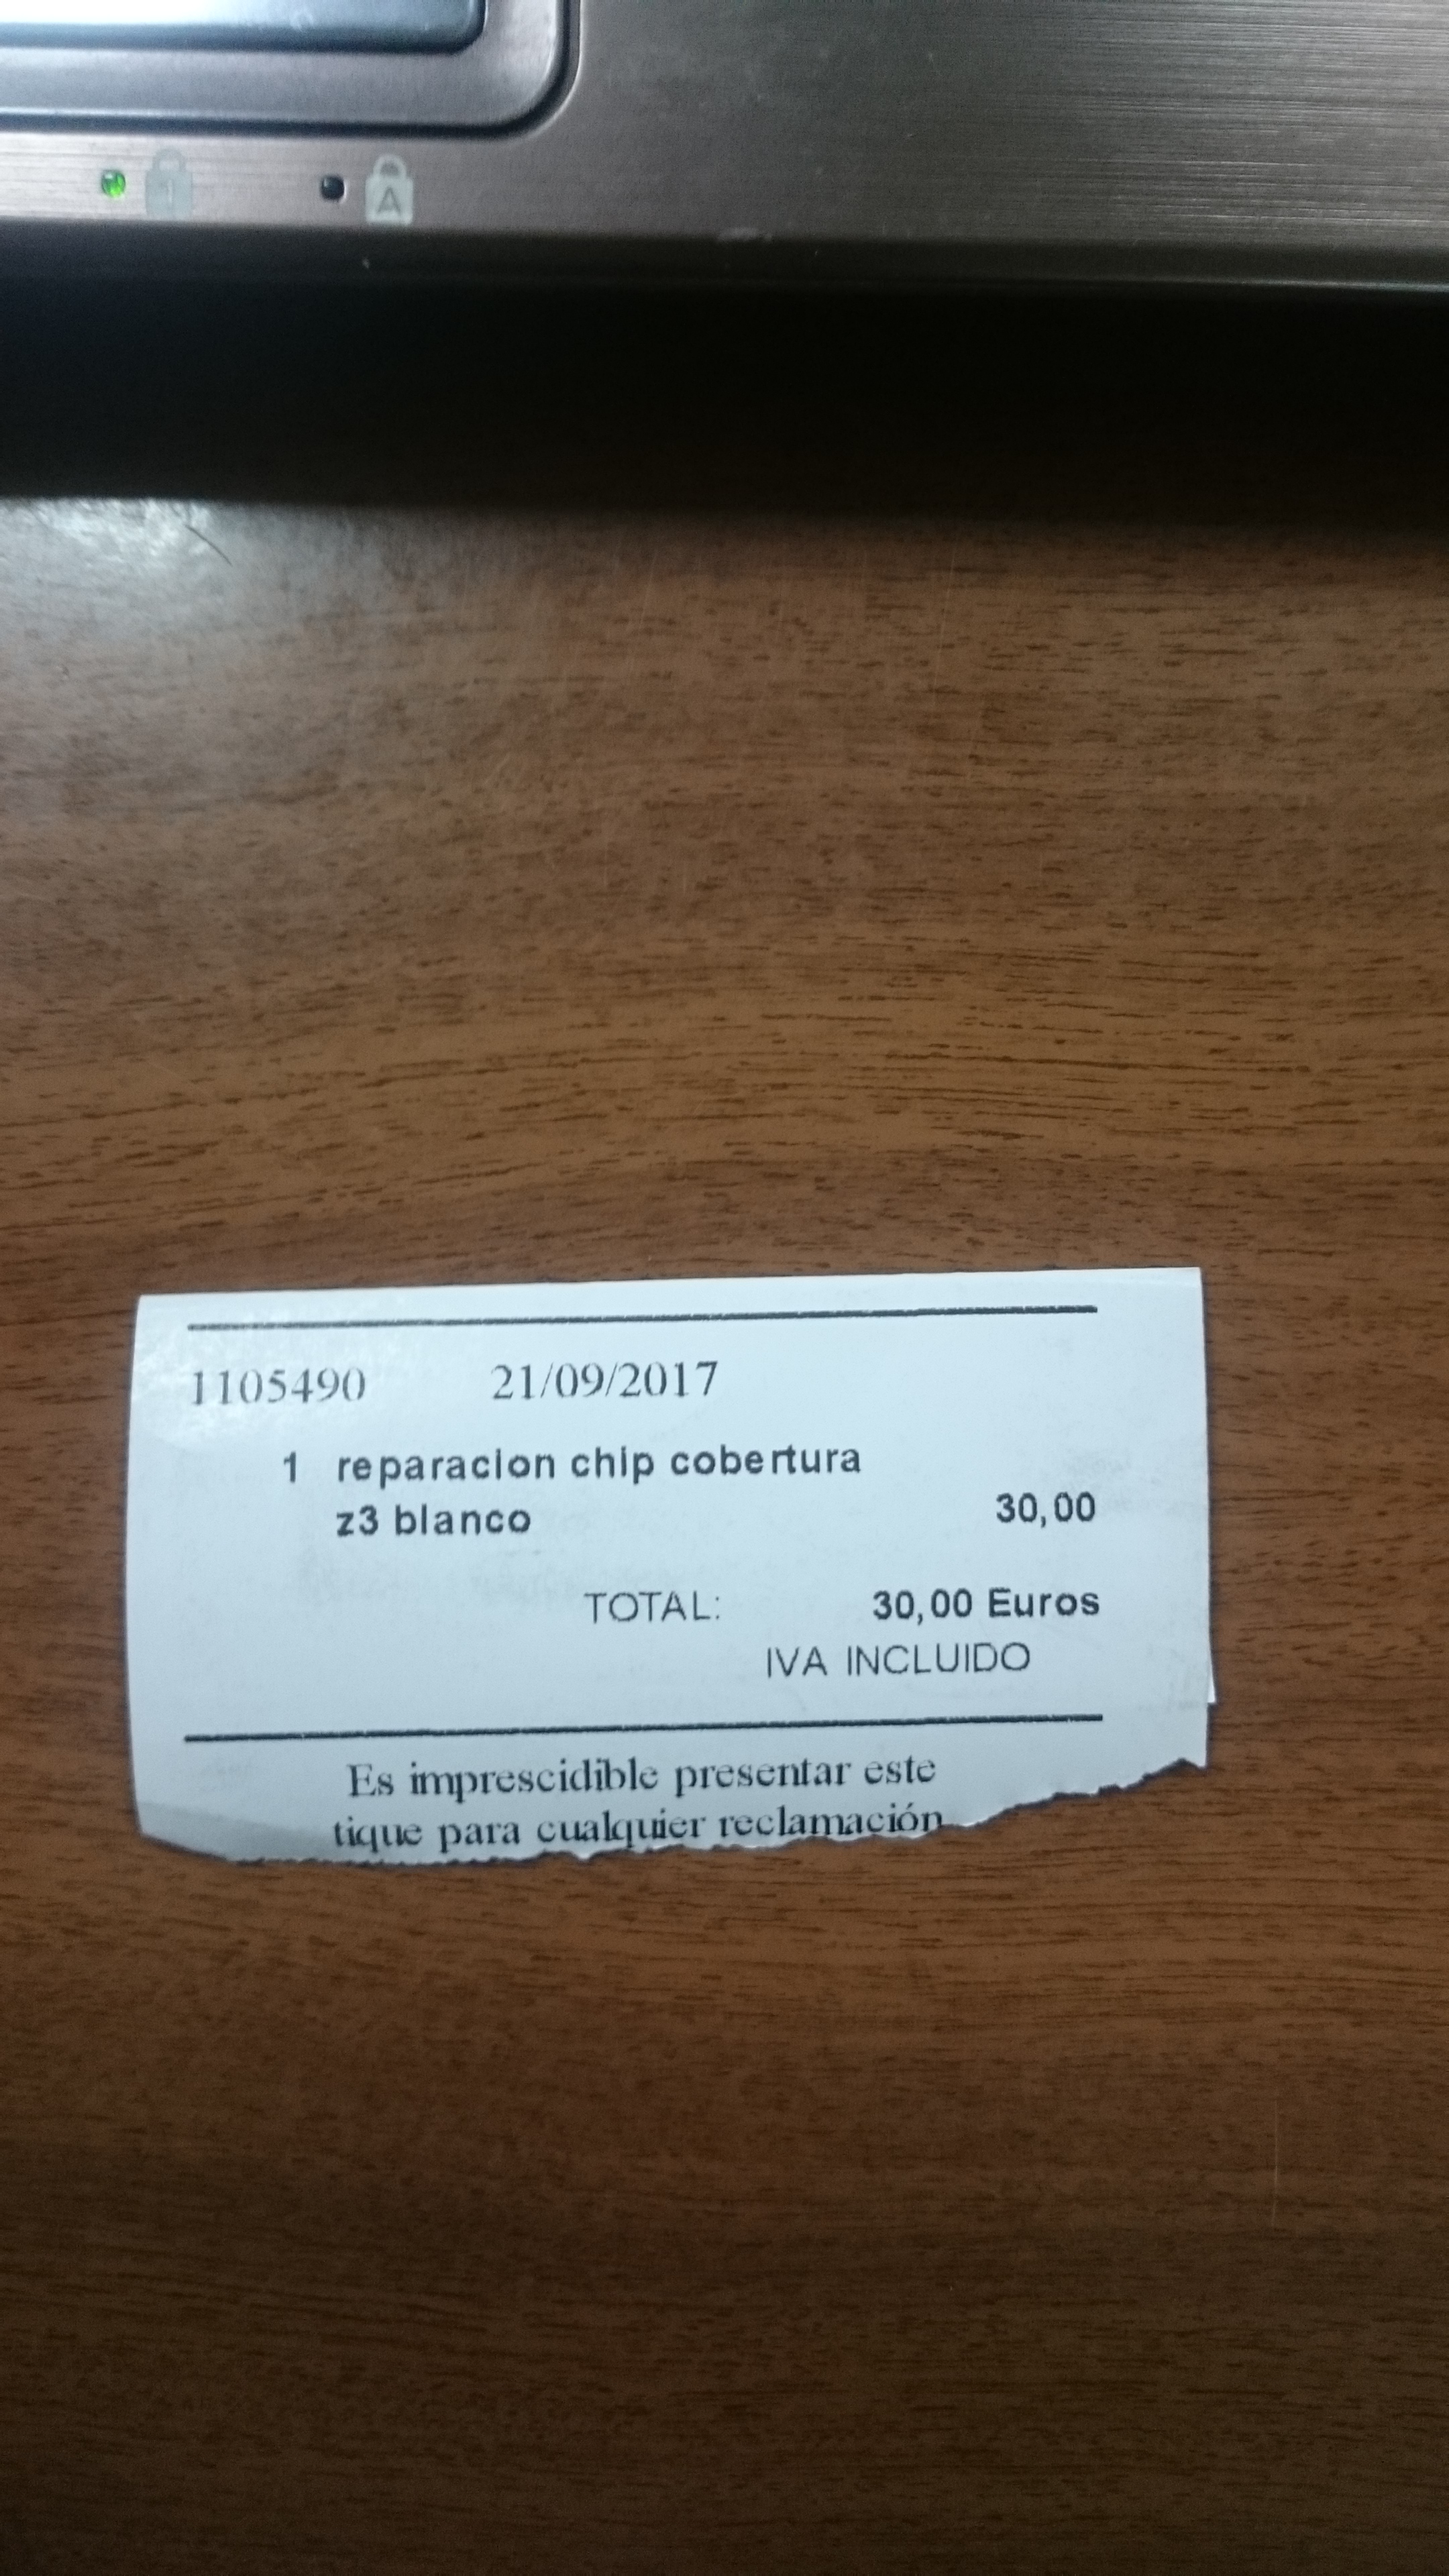 1
A
1105490 21/09/2017
1 reparacion chip cobertura
z3 blanco 30,00
TOTAL: 30,00 Euros
IVA INCLUIDO
Es imprescidible presentar este
tique para cualquier reclamación